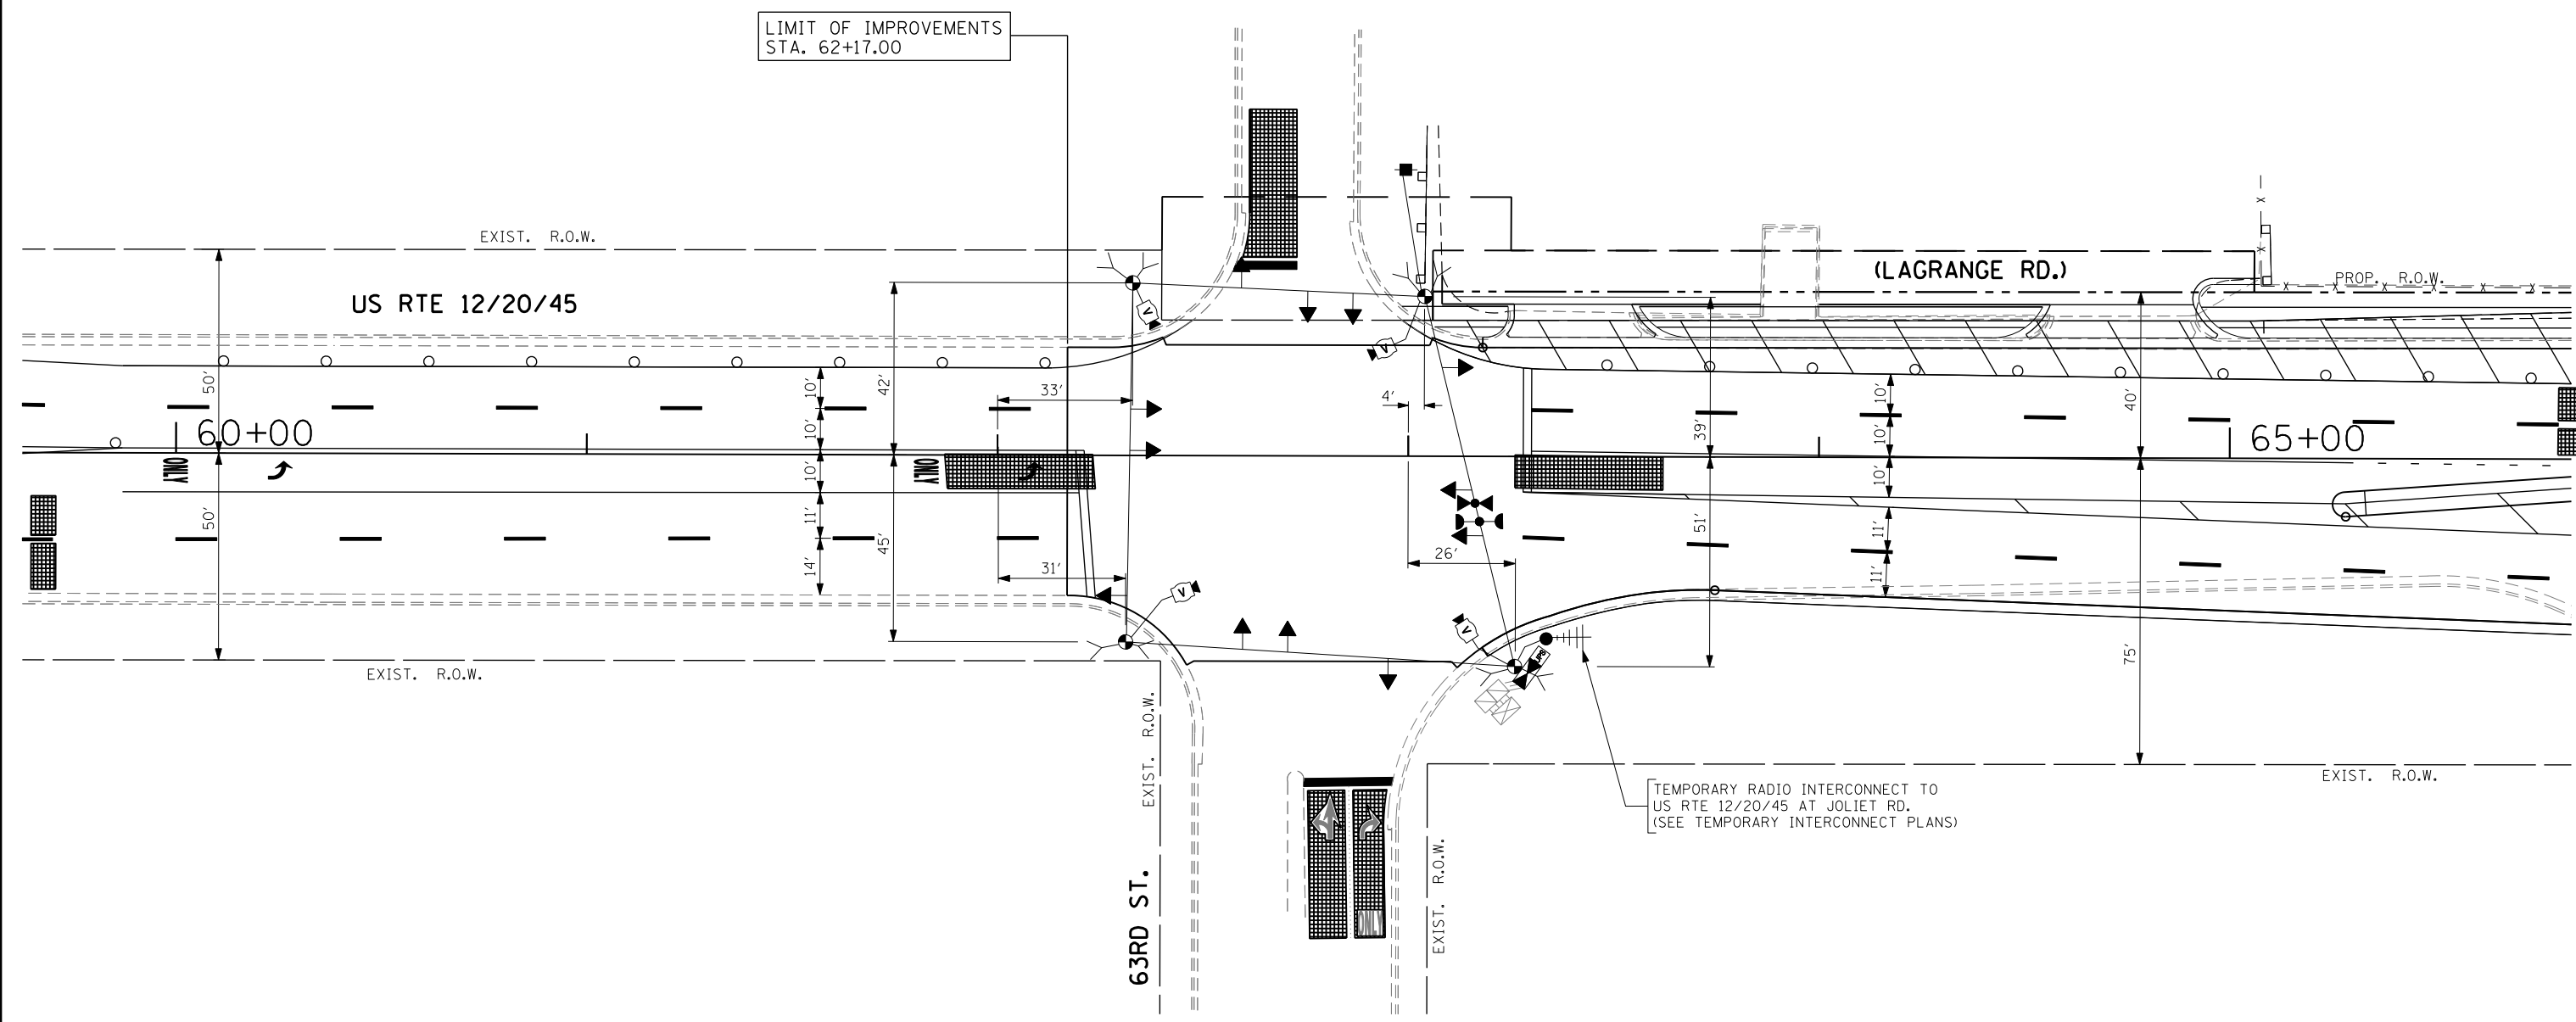 LIMIT OF IMPROVEMENTS
STA. 62+17.00
EXIST. R.O.W.
US RTE 12/20/45
(LAGRANGE RD.)
PROP. R.O.W.
V
V
50'
42'
33'
4'
10'
10'
10'
10'
39'
40'
60+00
65+00
ONLY
ONLY
10'
11'
14'
50'
45'
31'
26'
51'
10'
11'
11'
75'
V
V
UPS
EXIST. R.O.W.
EXIST. R.O.W.
EXIST. R.O.W.
TEMPORARY RADIO INTERCONNECT TO
US RTE 12/20/45 AT JOLIET RD.
(SEE TEMPORARY INTERCONNECT PLANS)
63RD ST.
EXIST. R.O.W.
ONLY